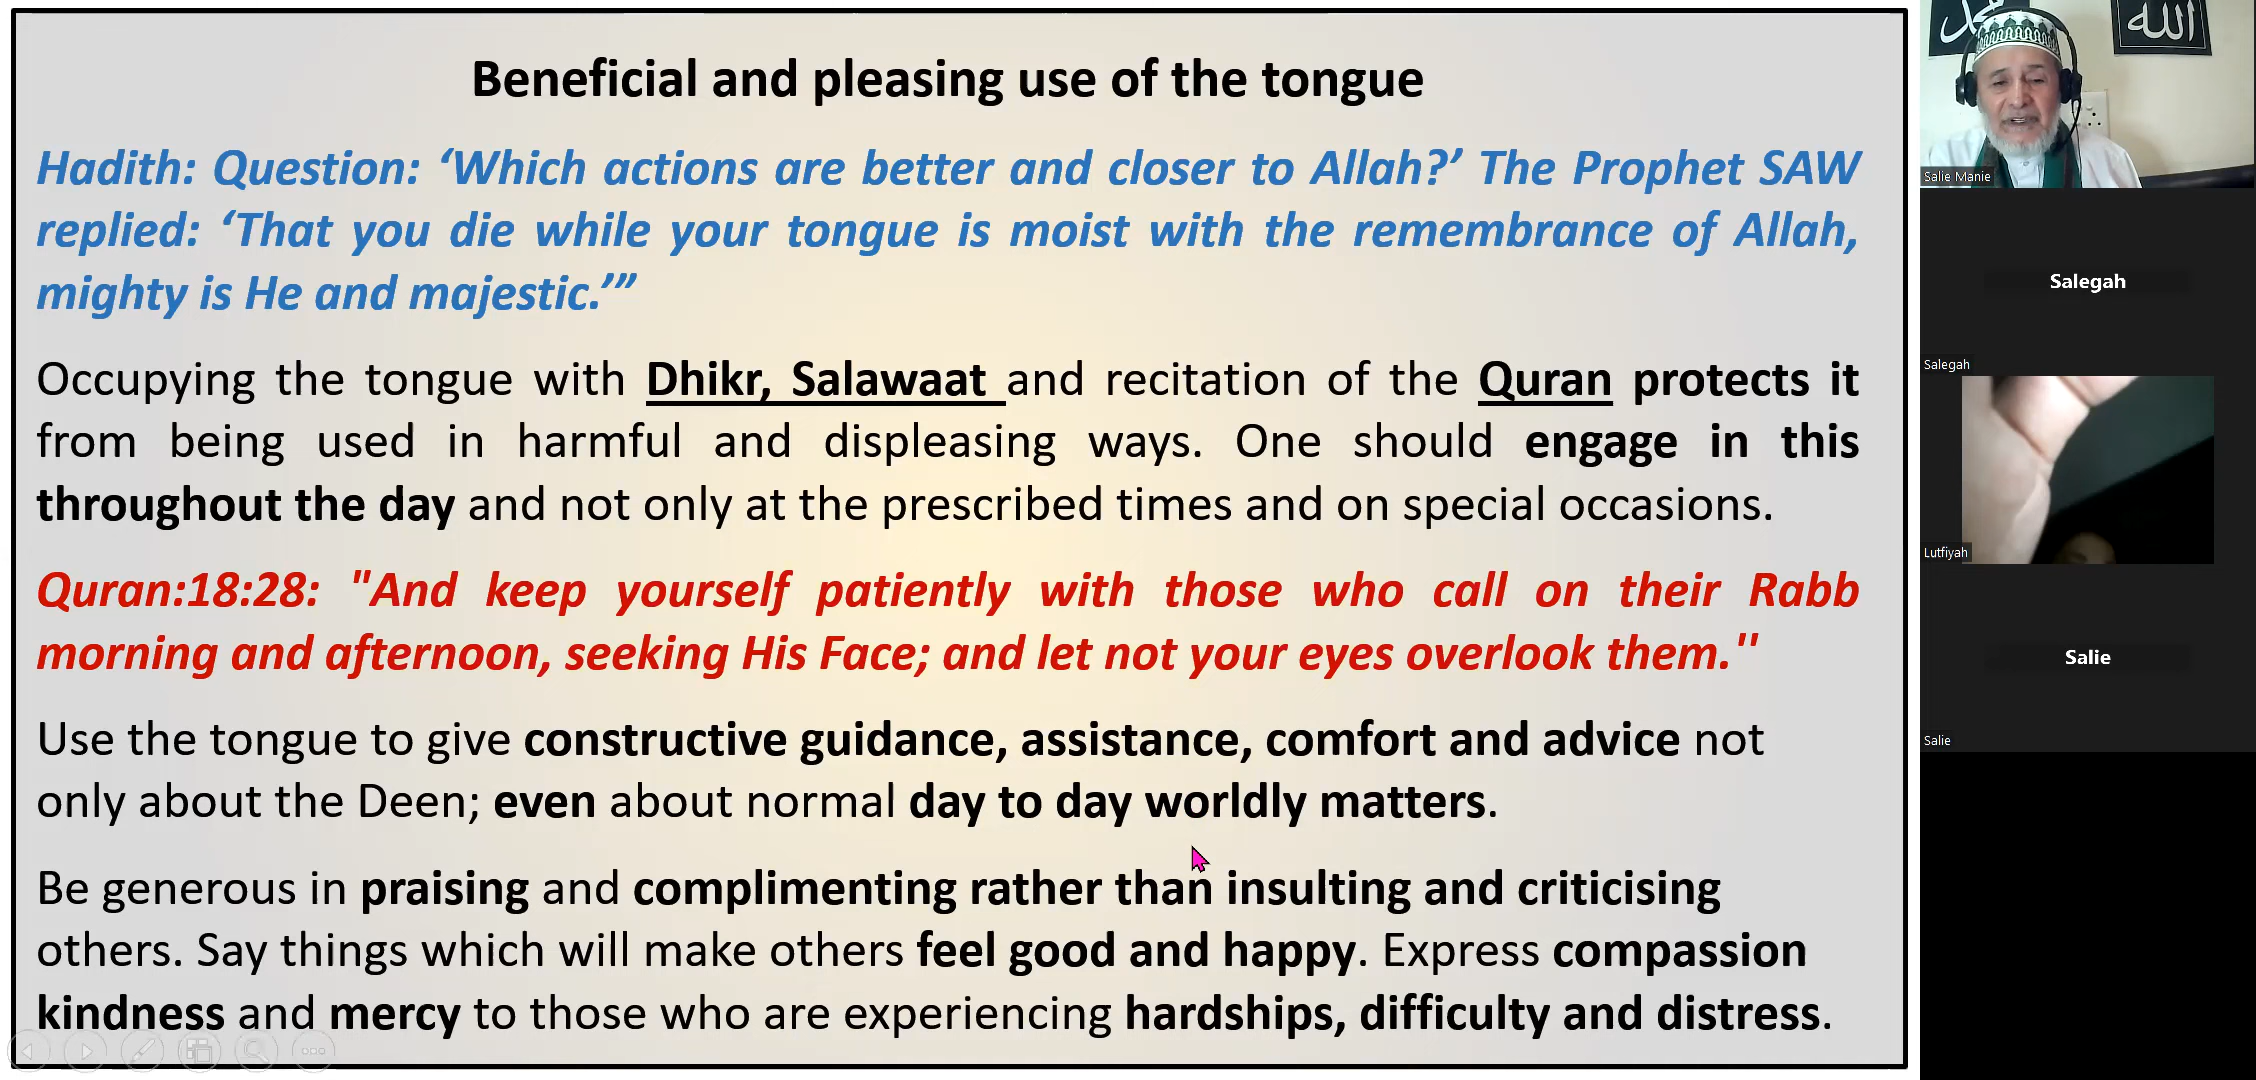 Beneficial and pleasing use of the tongue
Hadith: Question: ‘Which actions are better and closer to Allah?’ The Prophet SAW
replied: ‘That you die while your tongue is moist with the remembrance of Allah,
mighty is He and majestic.’”
Occupying the tongue with Dhikr, Salawaat and recitation of the Quran protects it
from being used in harmful and displeasing ways. One should engage in this
throughout the day and not only at the prescribed times and on special occasions.
Quran:18:28: "And keep yourself patiently with those who call on their Rabb
morning and afternoon, seeking His Face; and let not your eyes overlook them.''
Use the tongue to give constructive guidance, assistance, comfort and advice not
only about the Deen; even about normal day to day worldly matters.
Be generous in praising and complimenting rather than insulting and criticising
others. Say things which will make others feel good and happy. Express compassion
kindness and mercy to those who are experiencing hardships, difficulty and distress.
محمد
الله
Salie Manie
Salegah
Salegah
Lutfiyah
Salie
Salie